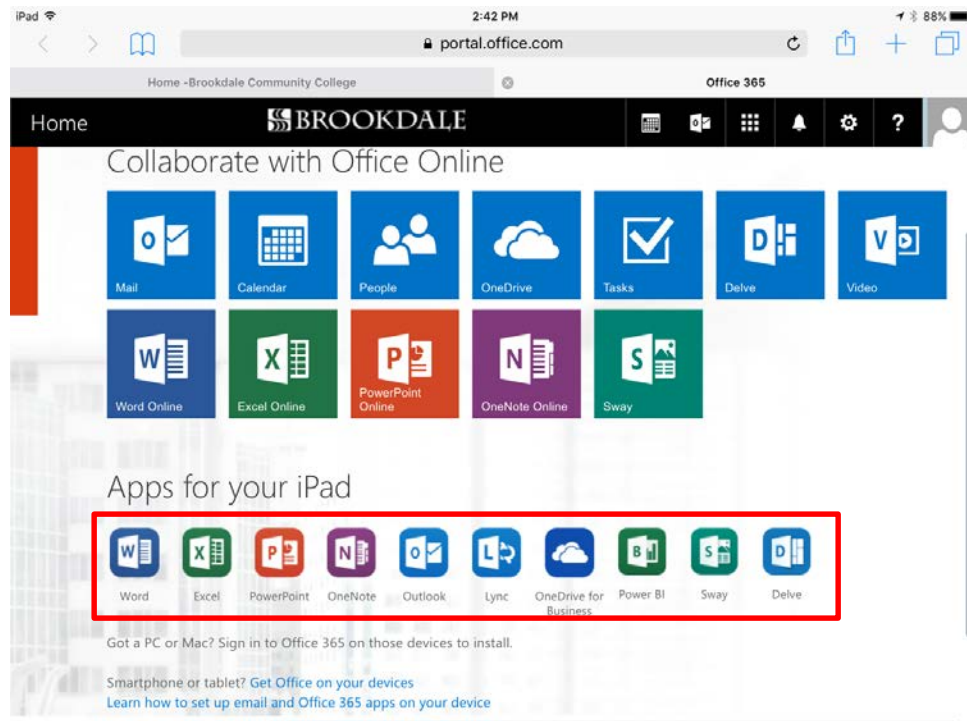 iPad 2:42 PM 88%
portal.office.com
Home -Brookdale Community College Office 365
Home BROOKDALE ?
Collaborate with Office Online
Mail Calendar People OneDrive Tasks Delve Video
Word Online Excel Online PowerPoint Online OneNote Online Sway
Apps for your iPad
Word Excel PowerPoint OneNote Outlook Lync OneDrive for Business Power BI Sway Delve
Got a PC or Mac? Sign in to Office 365 on those devices to install.
Smartphone or tablet? Get Office on your devices
Learn how to set up email and Office 365 apps on your device